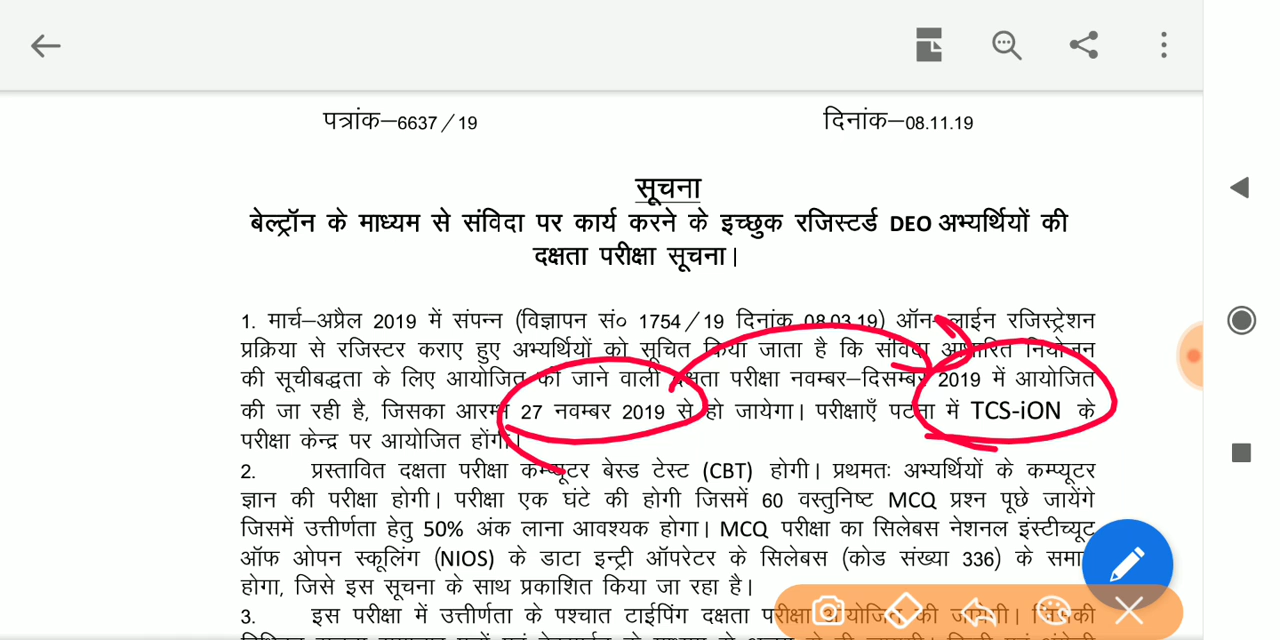 पत्रांक–6637/19 दिनांक–08.11.19
सूचना
बेल्ट्रॉन के माध्यम से संविदा पर कार्य करने के इच्छुक रजिस्टर्ड DEO अभ्यर्थियों की
दक्षता परीक्षा सूचना।
1. मार्च–अप्रैल 2019 में संपन्न (विज्ञापन सं० 1754/19 दिनांक 08.03.19) ऑन–लाईन रजिस्ट्रेशन
प्रक्रिया से रजिस्टर कराए हुए अभ्यर्थियों को सूचित किया जाता है कि संविदा आधारित नियोजन
की सूचीबद्धता के लिए आयोजित की जाने वाली दक्षता परीक्षा नवम्बर–दिसम्बर 2019 में आयोजित
की जा रही है, जिसका आरम्भ 27 नवम्बर 2019 से हो जायेगा। परीक्षाएँ पटना में TCS-iON के
परीक्षा केन्द्र पर आयोजित होंगी।
2. प्रस्तावित दक्षता परीक्षा कम्प्यूटर बेस्ड टेस्ट (CBT) होगी। प्रथमतः अभ्यर्थियों के कम्प्यूटर
ज्ञान की परीक्षा होगी। परीक्षा एक घंटे की होगी जिसमें 60 वस्तुनिष्ट MCQ प्रश्न पूछे जायेंगे
जिसमें उत्तीर्णता हेतु 50% अंक लाना आवश्यक होगा। MCQ परीक्षा का सिलेबस नेशनल इंस्टीच्यूट
ऑफ ओपन स्कूलिंग (NIOS) के डाटा इन्ट्री ऑपरेटर के सिलेबस (कोड संख्या 336) के
होगा, जिसे इस सूचना के साथ प्रकाशित किया जा रहा है।
3. इस परीक्षा में उत्तीर्णता के पश्चात टाईपिंग दक्षता परीक्षा आयोजित की जायेगी। जिसकी